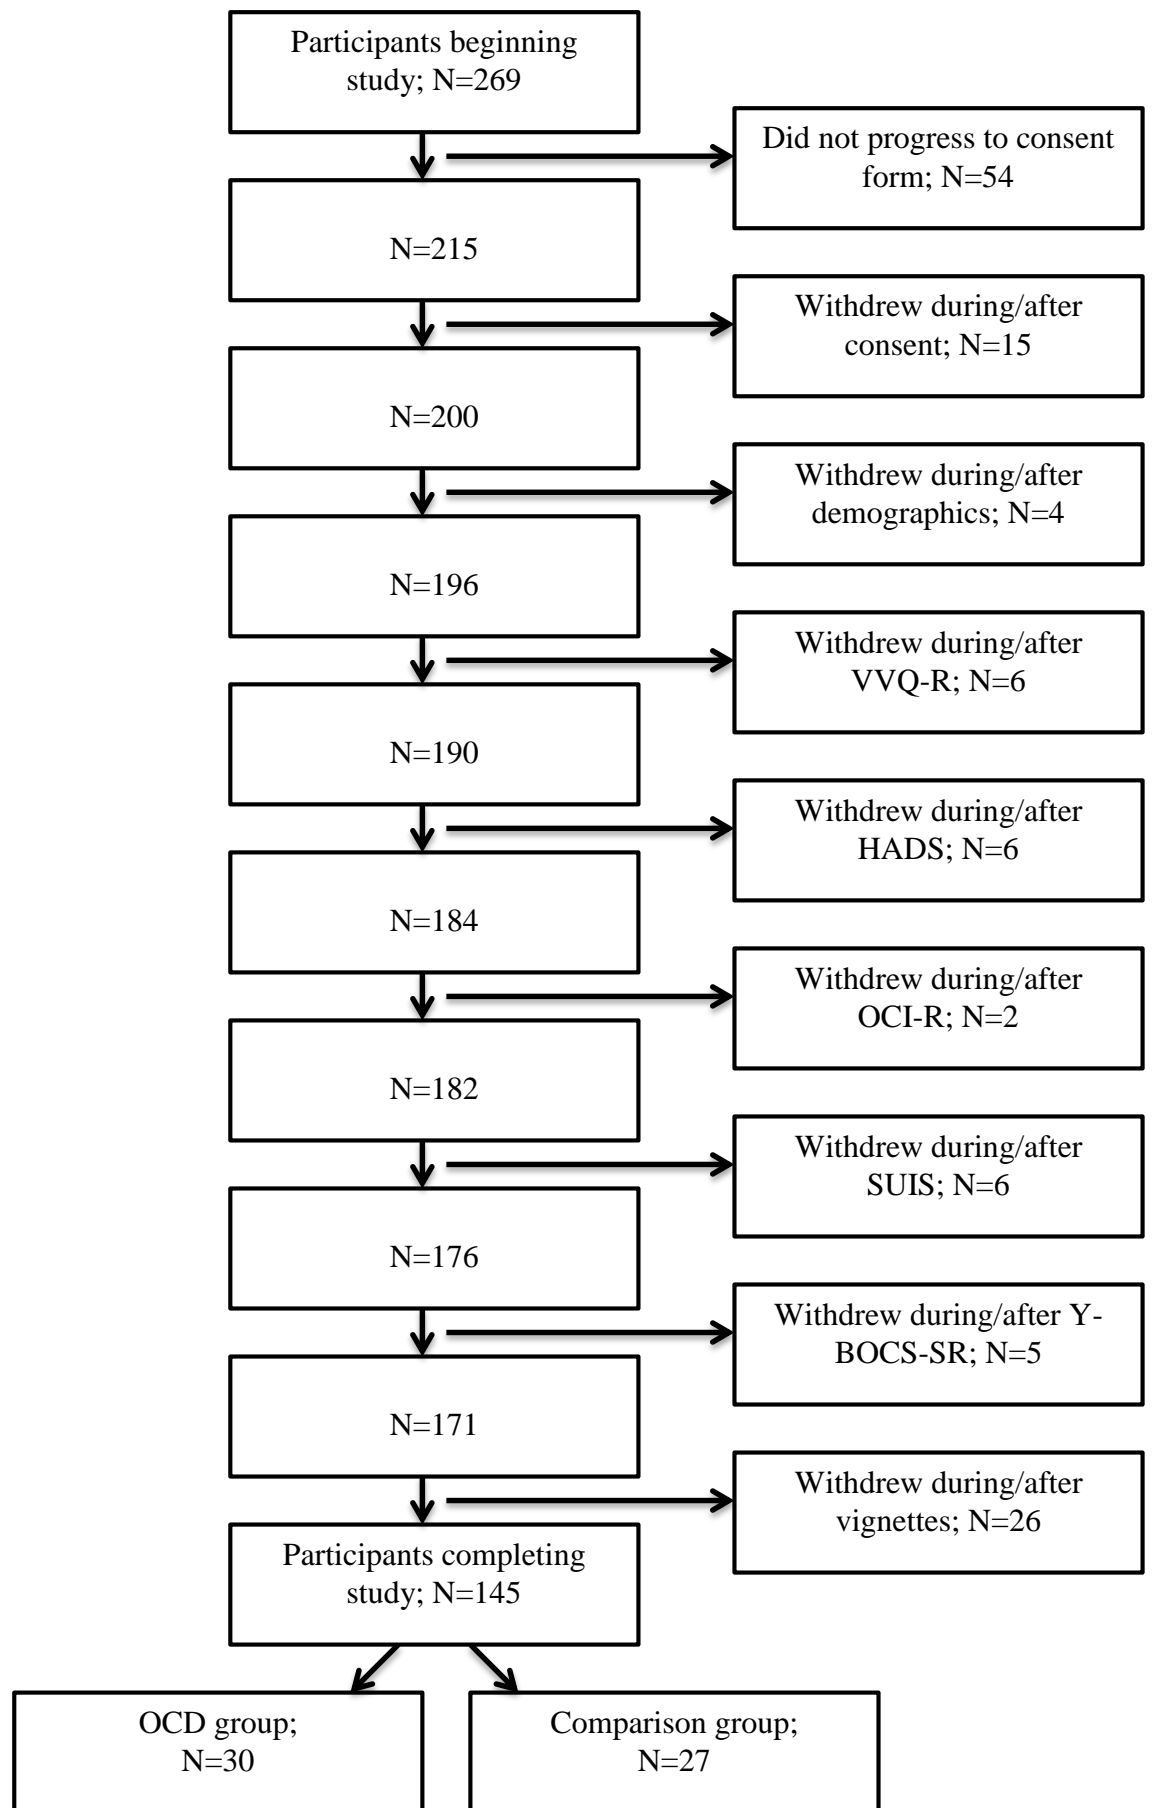 Participants beginning
study; N=269
Did not progress to consent
form; N=54
N=215
Withdrew during/after
consent; N=15
N=200
Withdrew during/after
demographics; N=4
N=196
Withdrew during/after
VVQ-R; N=6
N=190
Withdrew during/after
HADS; N=6
N=184
Withdrew during/after
OCI-R; N=2
N=182
Withdrew during/after
SUIS; N=6
N=176
Withdrew during/after Y-
BOCS-SR; N=5
N=171
Withdrew during/after
vignettes; N=26
Participants completing
study; N=145
OCD group;
N=30
Comparison group;
N=27